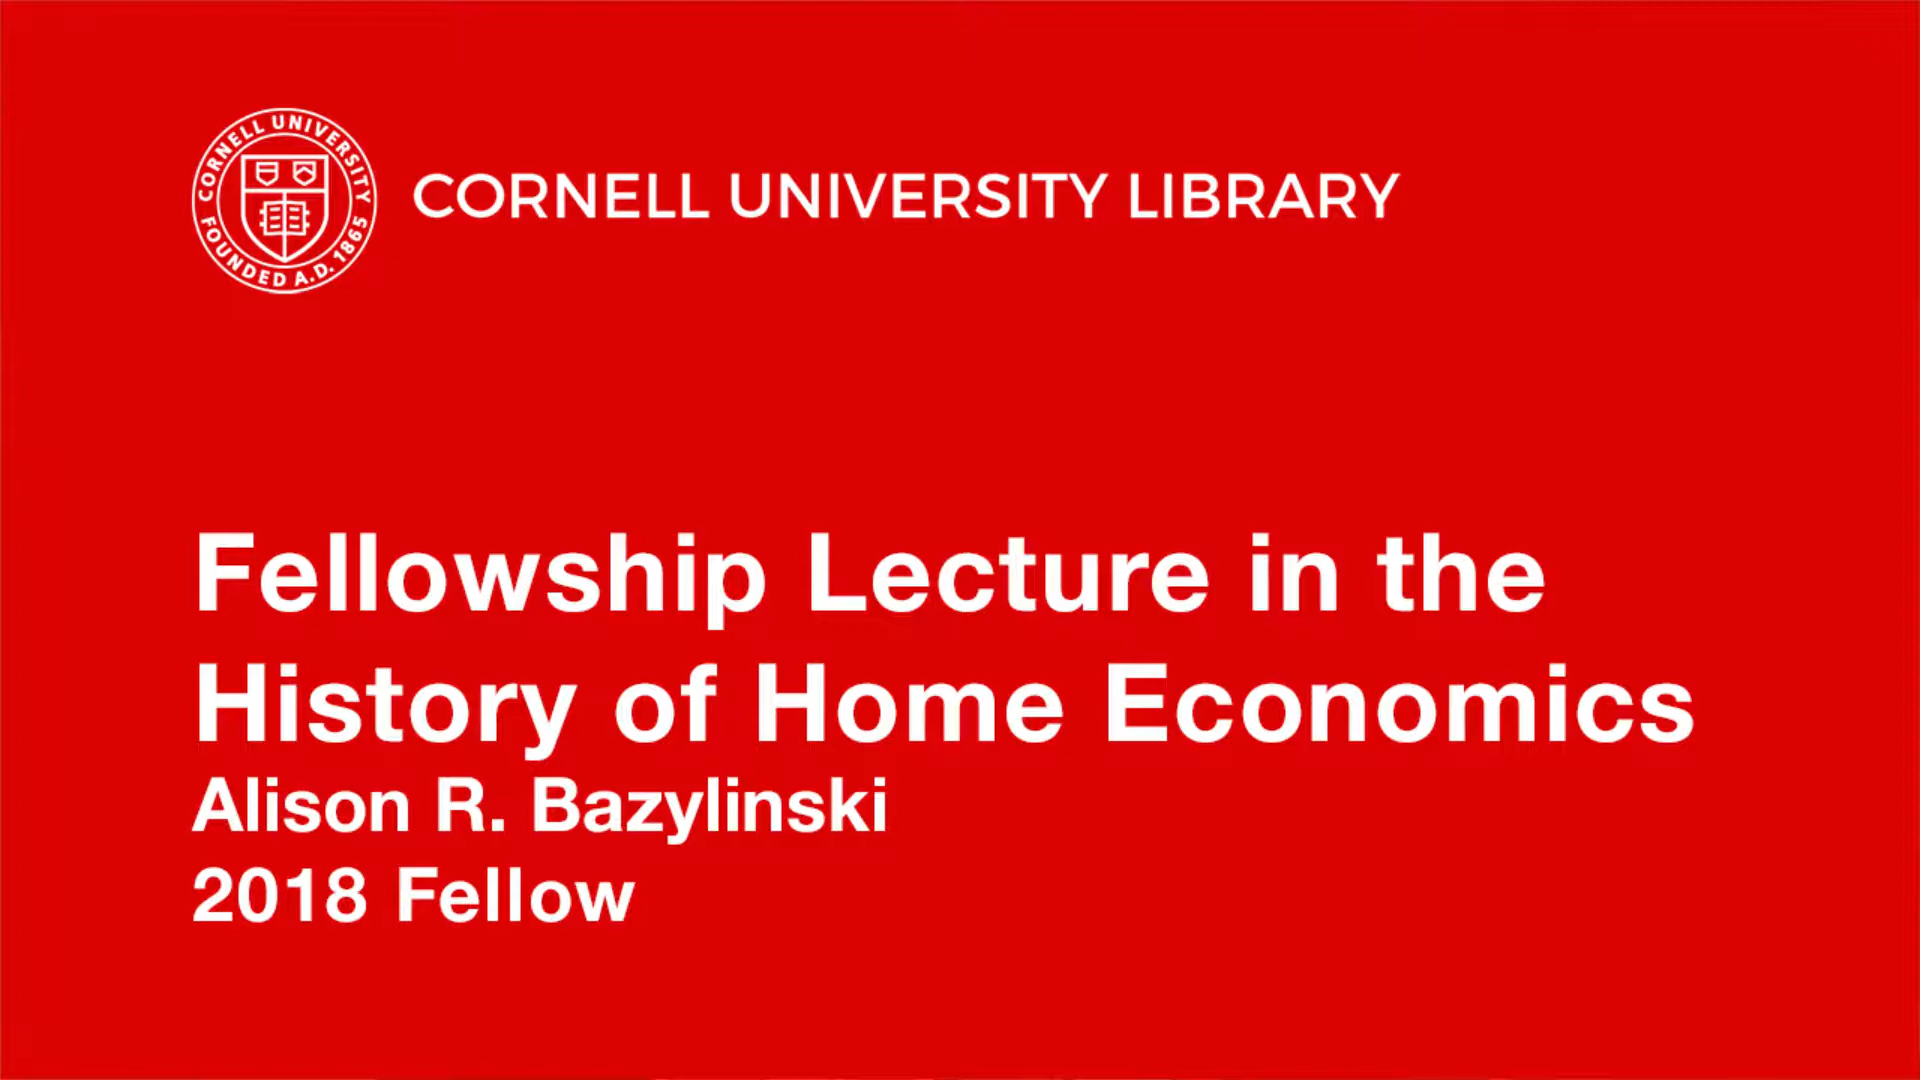 CORNELL UNIVERSITY
FOUNDED A.D. 1865
CORNELL UNIVERSITY LIBRARY
Fellowship Lecture in the
History of Home Economics
Alison R. Bazylinski
2018 Fellow